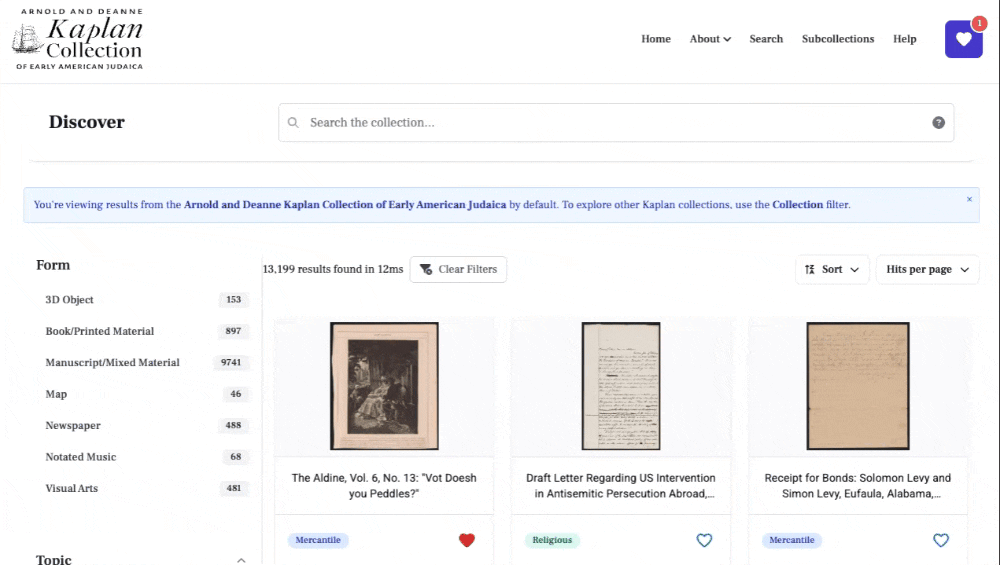 ARNOLD AND DEANNE
Kaplan
Collection
OF EARLY AMERICAN JUDAICA
Home About Search Subcollections Help
1
Discover
Search the collection...
?
You're viewing results from the Arnold and Deanne Kaplan Collection of Early American Judaica by default. To explore other Kaplan collections, use the Collection filter.
×
Form
3D Object 153
Book/Printed Material 897
Manuscript/Mixed Material 9741
Map 46
Newspaper 488
Notated Music 68
Visual Arts 481
Topic
13,199 results found in 12ms Clear Filters
Sort Hits per page
The Aldine, Vol. 6, No. 13: "Vot Doesh
you Peddles?"
Mercantile
Draft Letter Regarding US Intervention
in Antisemitic Persecution Abroad,...
Religious
Receipt for Bonds: Solomon Levy and
Simon Levy, Eufaula, Alabama,...
Mercantile